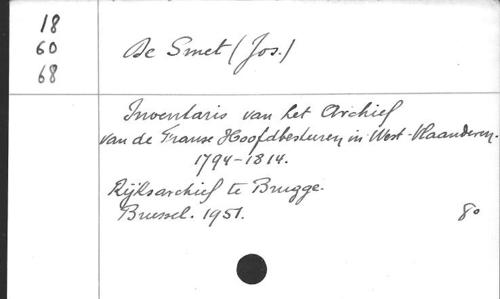 18
60
68
De Smet (Jos.)
Inventaris van het Archief
van de Franse Hoofdbesturen in West-Vlaanderen.
1794-1814.
Rijksarchief te Brugge.
Brussel. 1951.
8o